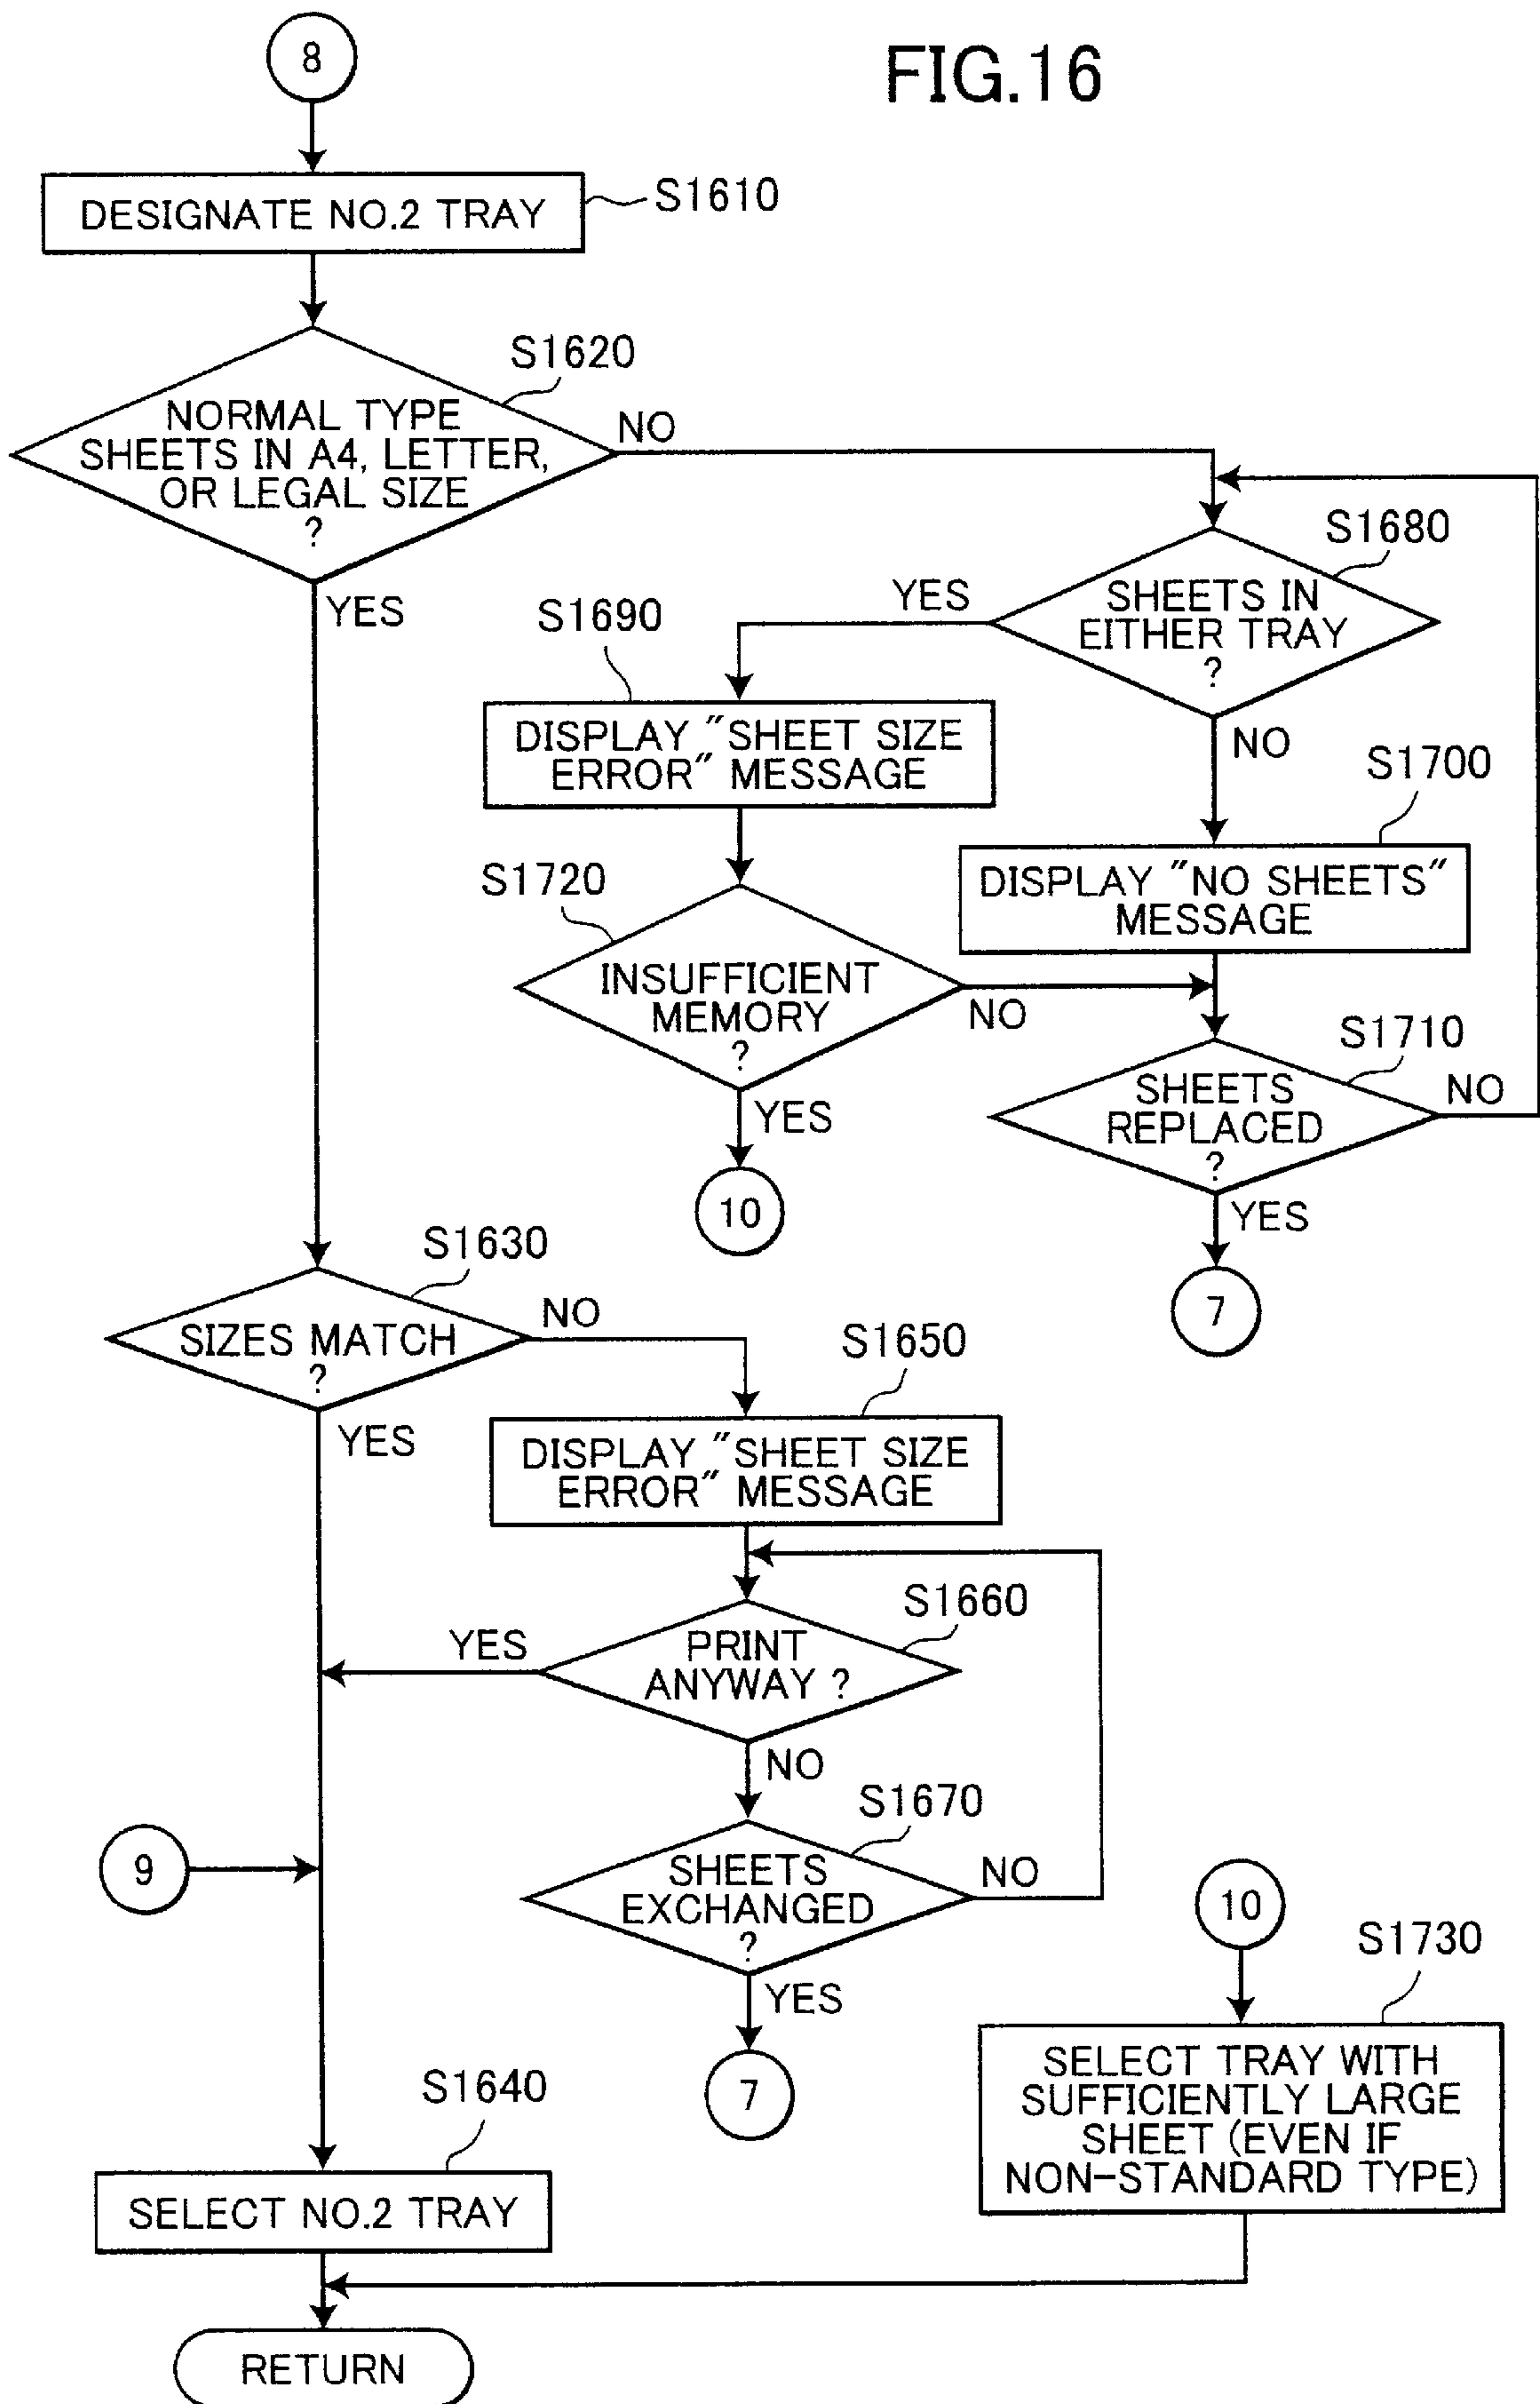 FIG.16
8
DESIGNATE NO.2 TRAY
S1610
S1620
NORMAL TYPE
SHEETS IN A4, LETTER,
OR LEGAL SIZE
?
NO
YES
S1680
SHEETS IN
EITHER TRAY
?
YES
NO
S1690
DISPLAY "SHEET SIZE
ERROR" MESSAGE
S1700
DISPLAY "NO SHEETS"
MESSAGE
S1720
INSUFFICIENT
MEMORY
?
NO
YES
10
S1710
SHEETS
REPLACED
?
NO
YES
7
S1630
SIZES MATCH
?
NO
YES
S1650
DISPLAY "SHEET SIZE
ERROR" MESSAGE
S1660
PRINT
ANYWAY ?
YES
NO
S1670
SHEETS
EXCHANGED
?
NO
YES
7
9
10
S1730
SELECT TRAY WITH
SUFFICIENTLY LARGE
SHEET (EVEN IF
NON-STANDARD TYPE)
S1640
SELECT NO.2 TRAY
RETURN